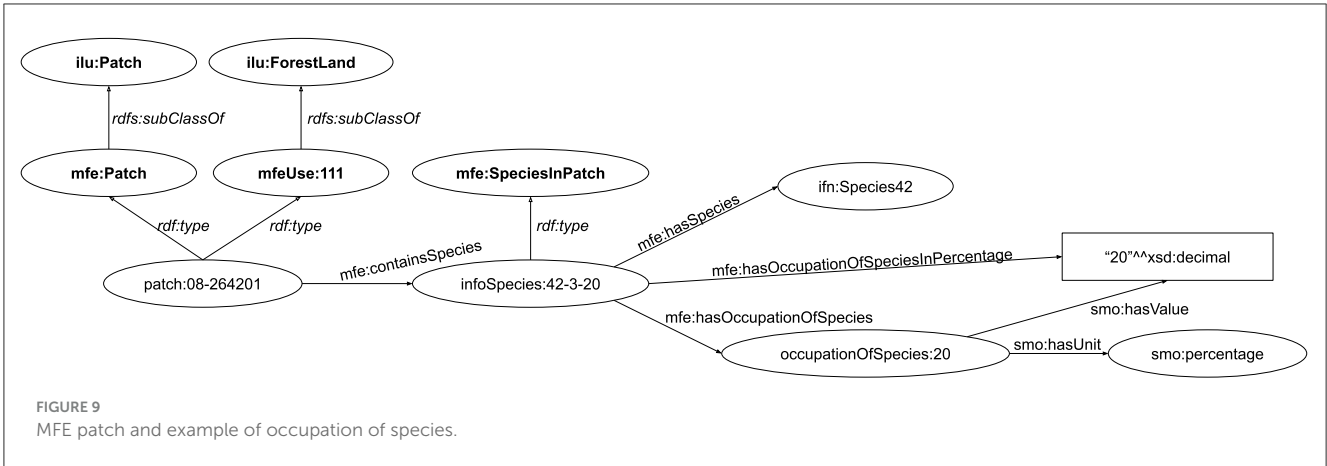 ilu:Patch
ilu:ForestLand
rdfs:subClassOf
rdfs:subClassOf
mfe:Patch
mfeUse:111
mfe:SpeciesInPatch
ifn:Species42
rdf:type
rdf:type
rdf:type
mfe:hasSpecies
mfe:containsSpecies
mfe:hasOccupationOfSpeciesInPercentage
“20”^^xsd:decimal
patch:08-264201
infoSpecies:42-3-20
mfe:hasOccupationOfSpecies
smo:hasValue
occupationOfSpecies:20
smo:hasUnit
smo:percentage
FIGURE 9
MFE patch and example of occupation of species.